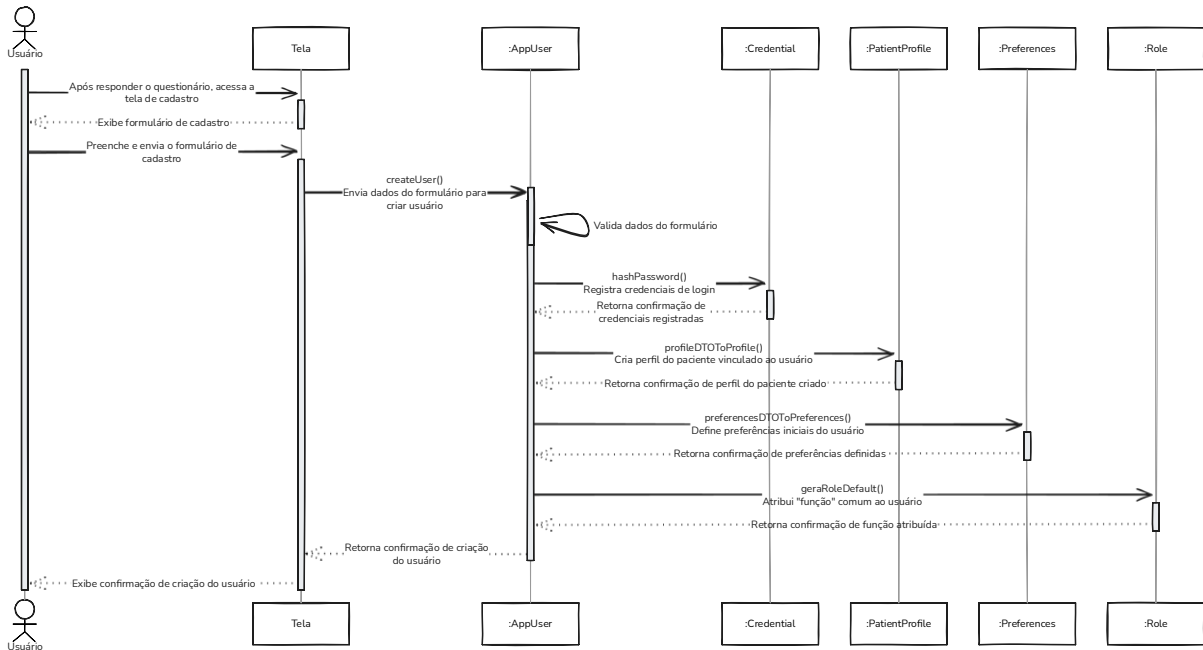 Usuário
Tela
:AppUser
:Credential
:PatientProfile
:Preferences
:Role
Após responder o questionário, acessa a
tela de cadastro
Exibe formulário de cadastro
Preenche e envia o formulário de
cadastro
createUser()
Envia dados do formulário para
criar usuário
Valida dados do formulário
hashPassword()
Registra credenciais de login
Retorna confirmação de
credenciais registradas
profileDTOToProfile()
Cria perfil do paciente vinculado ao usuário
Retorna confirmação de perfil do paciente criado
preferencesDTOToPreferences()
Define preferências iniciais do usuário
Retorna confirmação de preferências definidas
geraRoleDefault()
Atribui "função" comum ao usuário
Retorna confirmação de função atribuída
Retorna confirmação de criação
do usuário
Exibe confirmação de criação do usuário
Usuário
Tela
:AppUser
:Credential
:PatientProfile
:Preferences
:Role